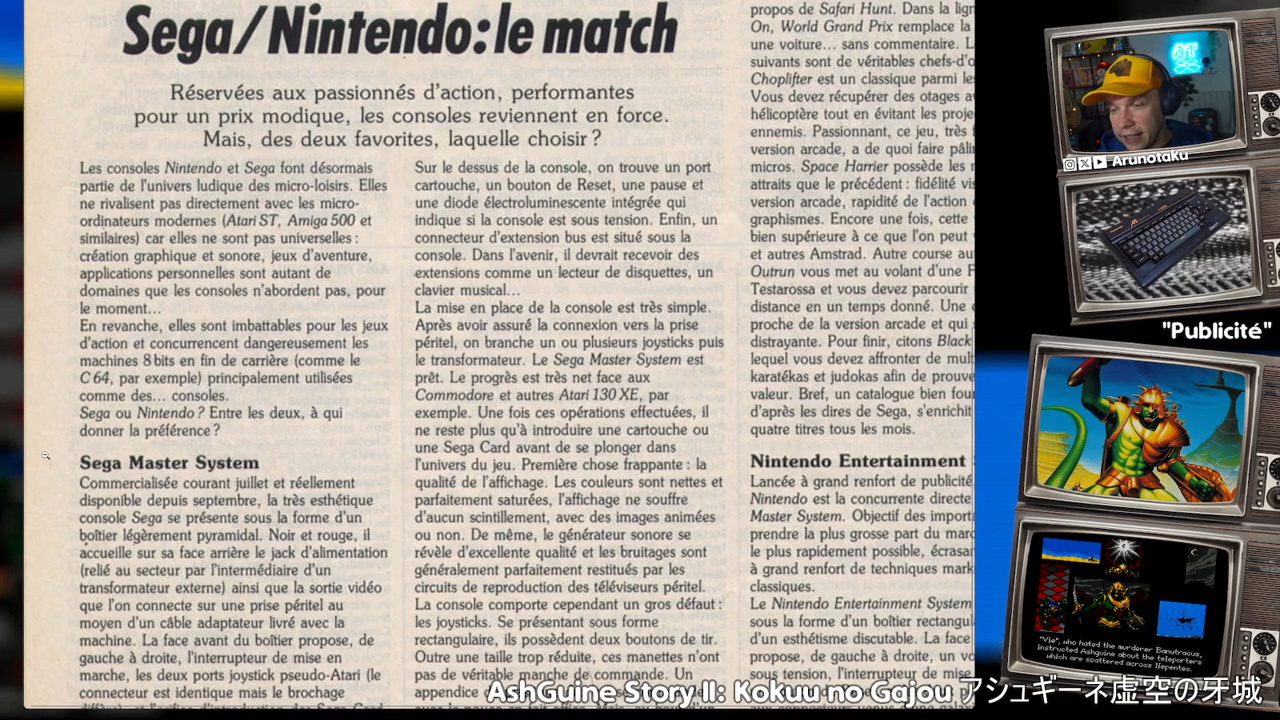 Sega/Nintendo: le match
Réservées aux passionnés d'action, performantes
pour un prix modique, les consoles reviennent en force.
Mais, des deux favorites, laquelle choisir ?
Les consoles Nintendo et Sega font désormais
partie de l'univers ludique des micro-loisirs. Elles
ne rivalisent pas directement avec les micro-
ordinateurs modernes (Atari ST, Amiga 500 et
similaires) car elles ne sont pas universelles :
création graphique et sonore, jeux d'aventure,
applications personnelles sont autant de
domaines que les consoles n'abordent pas, pour
le moment...
En revanche, elles sont imbattables pour les jeux
d'action et concurrencent dangereusement les
machines 8 bits en fin de carrière (comme le
C 64, par exemple) principalement utilisées
comme des... consoles.
Sega ou Nintendo ? Entre les deux, à qui
donner la préférence ?
Sega Master System
Commercialisée courant juillet et réellement
disponible depuis septembre, la très esthétique
console Sega se présente sous la forme d'un
boîtier légèrement pyramidal. Noir et rouge, il
accueille sur sa face arrière le jack d'alimentation
(relié au secteur par l'intermédiaire d'un
transformateur externe) ainsi que la sortie vidéo
que l'on connecte sur une prise péritel au
moyen d'un câble adaptateur livré avec la
machine. La face avant du boîtier propose, de
gauche à droite, l'interrupteur de mise en
marche, les deux ports joystick pseudo-Atari (le
connecteur est identique mais le brochage
Sur le dessus de la console, on trouve un port
cartouche, un bouton de Reset, une pause et
une diode électroluminescente intégrée qui
indique si la console est sous tension. Enfin, un
connecteur d'extension bus est situé sous la
console. Dans l'avenir, il devrait recevoir des
extensions comme un lecteur de disquettes, un
clavier musical...
La mise en place de la console est très simple.
Après avoir assuré la connexion vers la prise
péritel, on branche un ou plusieurs joysticks puis
le transformateur. Le Sega Master System est
prêt. Le progrès est très net face aux
Commodore et autres Atari 130 XE, par
exemple. Une fois ces opérations effectuées, il
ne reste plus qu'à introduire une cartouche ou
une Sega Card avant de se plonger dans
l'univers du jeu. Première chose frappante : la
qualité de l'affichage. Les couleurs sont nettes et
parfaitement saturées, l'affichage ne souffre
d'aucun scintillement, avec des images animées
ou non. De même, le générateur sonore se
révèle d'excellente qualité et les bruitages sont
généralement parfaitement restitués par les
circuits de reproduction des téléviseurs péritel.
La console comporte cependant un gros défaut :
les joysticks. Se présentant sous forme
rectangulaire, ils possèdent deux boutons de tir.
Outre une taille trop réduite, ces manettes n'ont
pas de véritable manche de commande. Un
appendice
propos de Safari Hunt. Dans la lign
On, World Grand Prix remplace la
une voiture... sans commentaire. L
suivants sont de véritables chefs-d'o
Choplifter est un classique parmi les
Vous devez récupérer des otages a
hélicoptère tout en évitant les proje
ennemis. Passionnant, ce jeu, très f
version arcade, a de quoi faire pâli
micros. Space Harrier possède les
attraits que le précédent : fidélité vis
version arcade, rapidité de l'action
graphismes. Encore une fois, cette
bien supérieure à ce que l'on peut
et autres Amstrad. Autre course au
Outrun vous met au volant d'une F
Testarossa et vous devez parcourir
distance en un temps donné. Une
proche de la version arcade et qui
distrayante. Pour finir, citons Black
lequel vous devez affronter de mul
karatékas et judokas afin de prouve
valeur. Bref, un catalogue bien four
d'après les dires de Sega, s'enrichit
quatre titres tous les mois.
Nintendo Entertainment
Lancée à grand renfort de publicité
Nintendo est la concurrente directe
Master System. Objectif des import
prendre la plus grosse part du marc
le plus rapidement possible, écrasan
à grand renfort de techniques mark
classiques.
Le Nintendo Entertainment System
sous la forme d'un boîtier rectangul
d'un esthétisme discutable. La face
propose, de gauche à droite, un vo
sous tension, l'interrupteur de mise
Arunotaku
"Publicité"
"Vie", who hated the murderer Banutracus,
instructed Ashguine about the teleporters
which are scattered across Ilepentes.
AshGuine Story II: Kokuu no Gajou アシュギーネ虚空の牙城